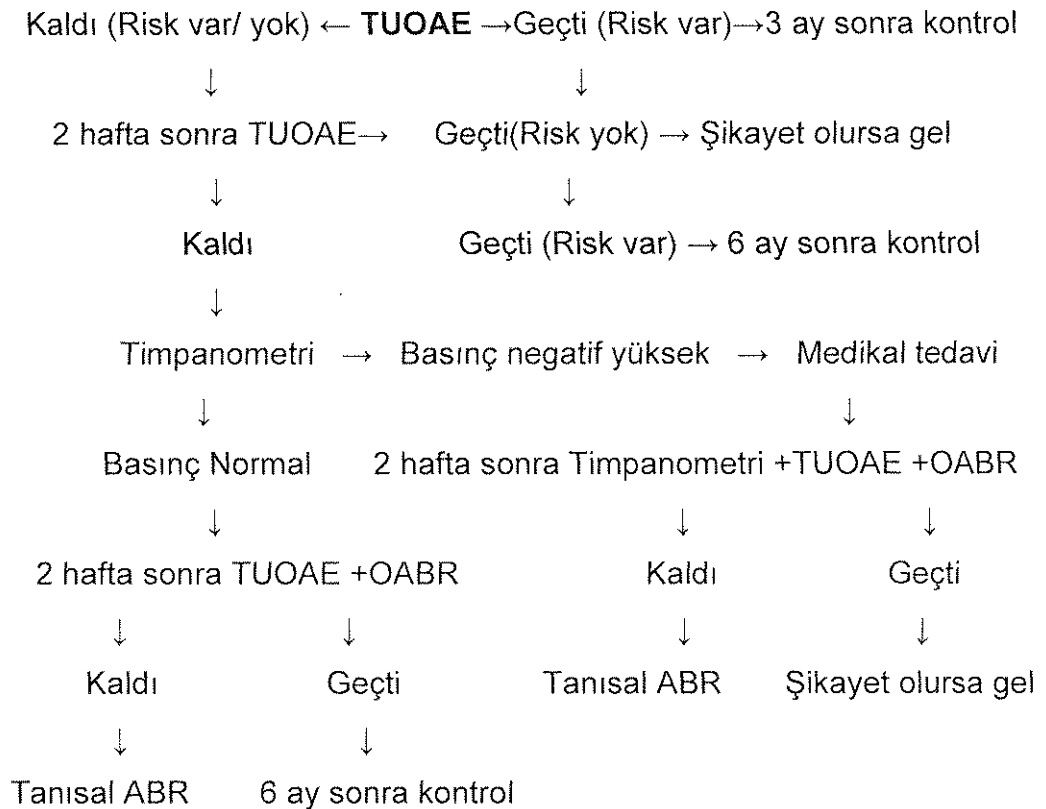 Kaldı (Risk var/ yok) ← TUOAE →Geçti (Risk var)→3 ay sonra kontrol
↓ ↓
2 hafta sonra TUOAE→ Geçti(Risk yok) → Şikayet olursa gel
↓ ↓
Kaldı Geçti (Risk var) → 6 ay sonra kontrol
↓
Timpanometri → Basınç negatif yüksek → Medikal tedavi
↓ ↓
Basınç Normal 2 hafta sonra Timpanometri +TUOAE +OABR
↓ ↓ ↓
2 hafta sonra TUOAE +OABR Kaldı Geçti
↓ ↓ ↓ ↓
Kaldı Geçti Tanısal ABR Şikayet olursa gel
↓ ↓
Tanısal ABR 6 ay sonra kontrol